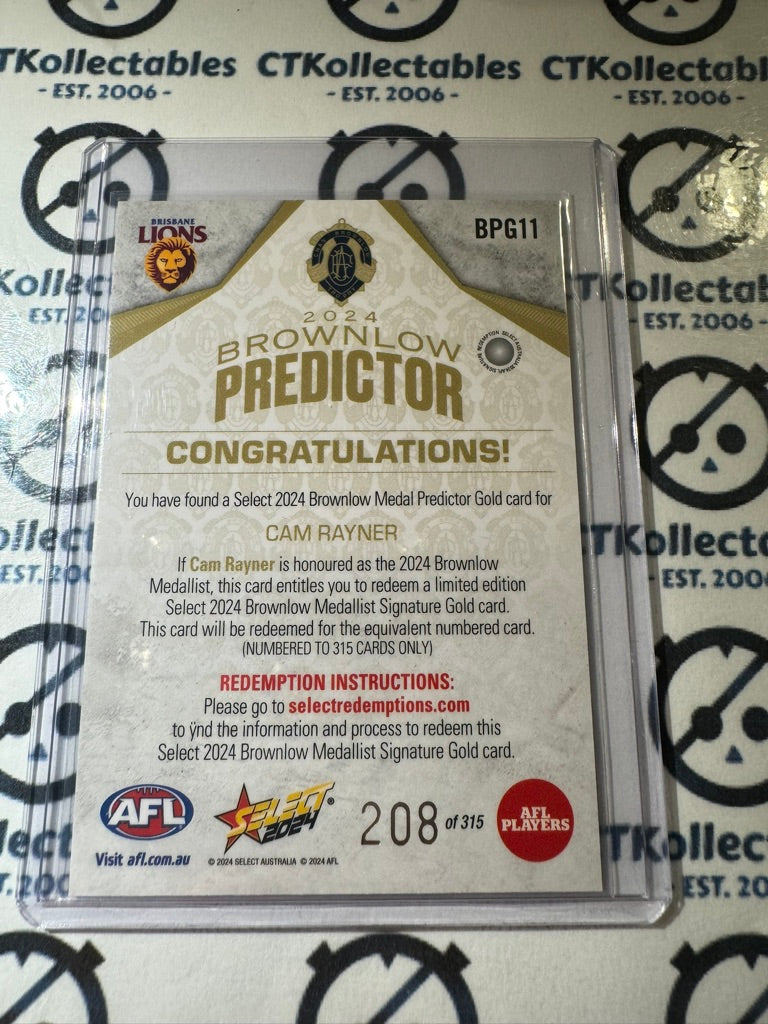 CTKollectables CTKollectables CTKollectabl
- EST. 2006 - - EST. 2006 - - EST. 2006 -
BRISBANE
LIONS
BPG11
2024
BROWNLOW
PREDICTOR
CONGRATULATIONS!
You have found a Select 2024 Brownlow Medal Predictor Gold card for
CAM RAYNER
If Cam Rayner is honoured as the 2024 Brownlow
Medallist, this card entitles you to redeem a limited edition
Select 2024 Brownlow Medallist Signature Gold card.
This card will be redeemed for the equivalent numbered card.
(NUMBERED TO 315 CARDS ONLY)
REDEMPTION INSTRUCTIONS:
Please go to selectredemptions.com
to ÿnd the information and process to redeem this
Select 2024 Brownlow Medallist Signature Gold card.
AFL
Visit afl.com.au
SELECT
2024
®
© 2024 SELECT AUSTRALIA © 2024 AFL
208 of 315
AFL
PLAYERS